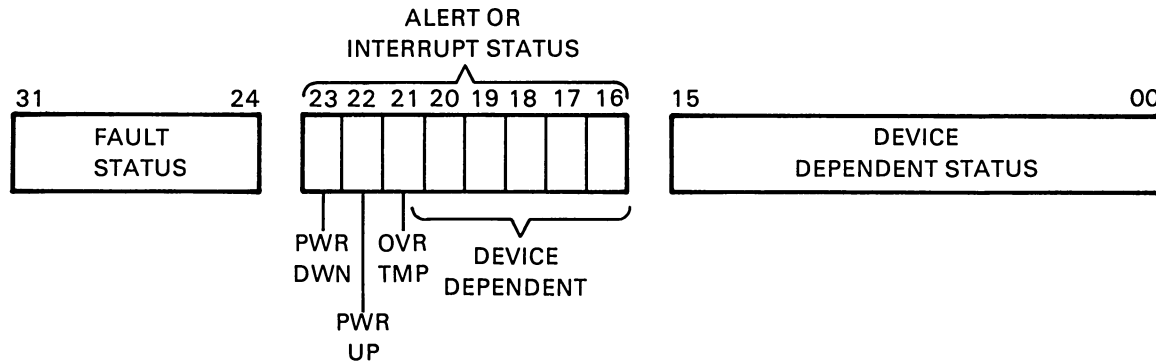 ALERT OR
INTERRUPT STATUS
31 24 23 22 21 20 19 18 17 16 15 00
FAULT
STATUS
DEVICE
DEPENDENT STATUS
PWR
DWN
OVR
TMP
DEVICE
DEPENDENT
PWR
UP